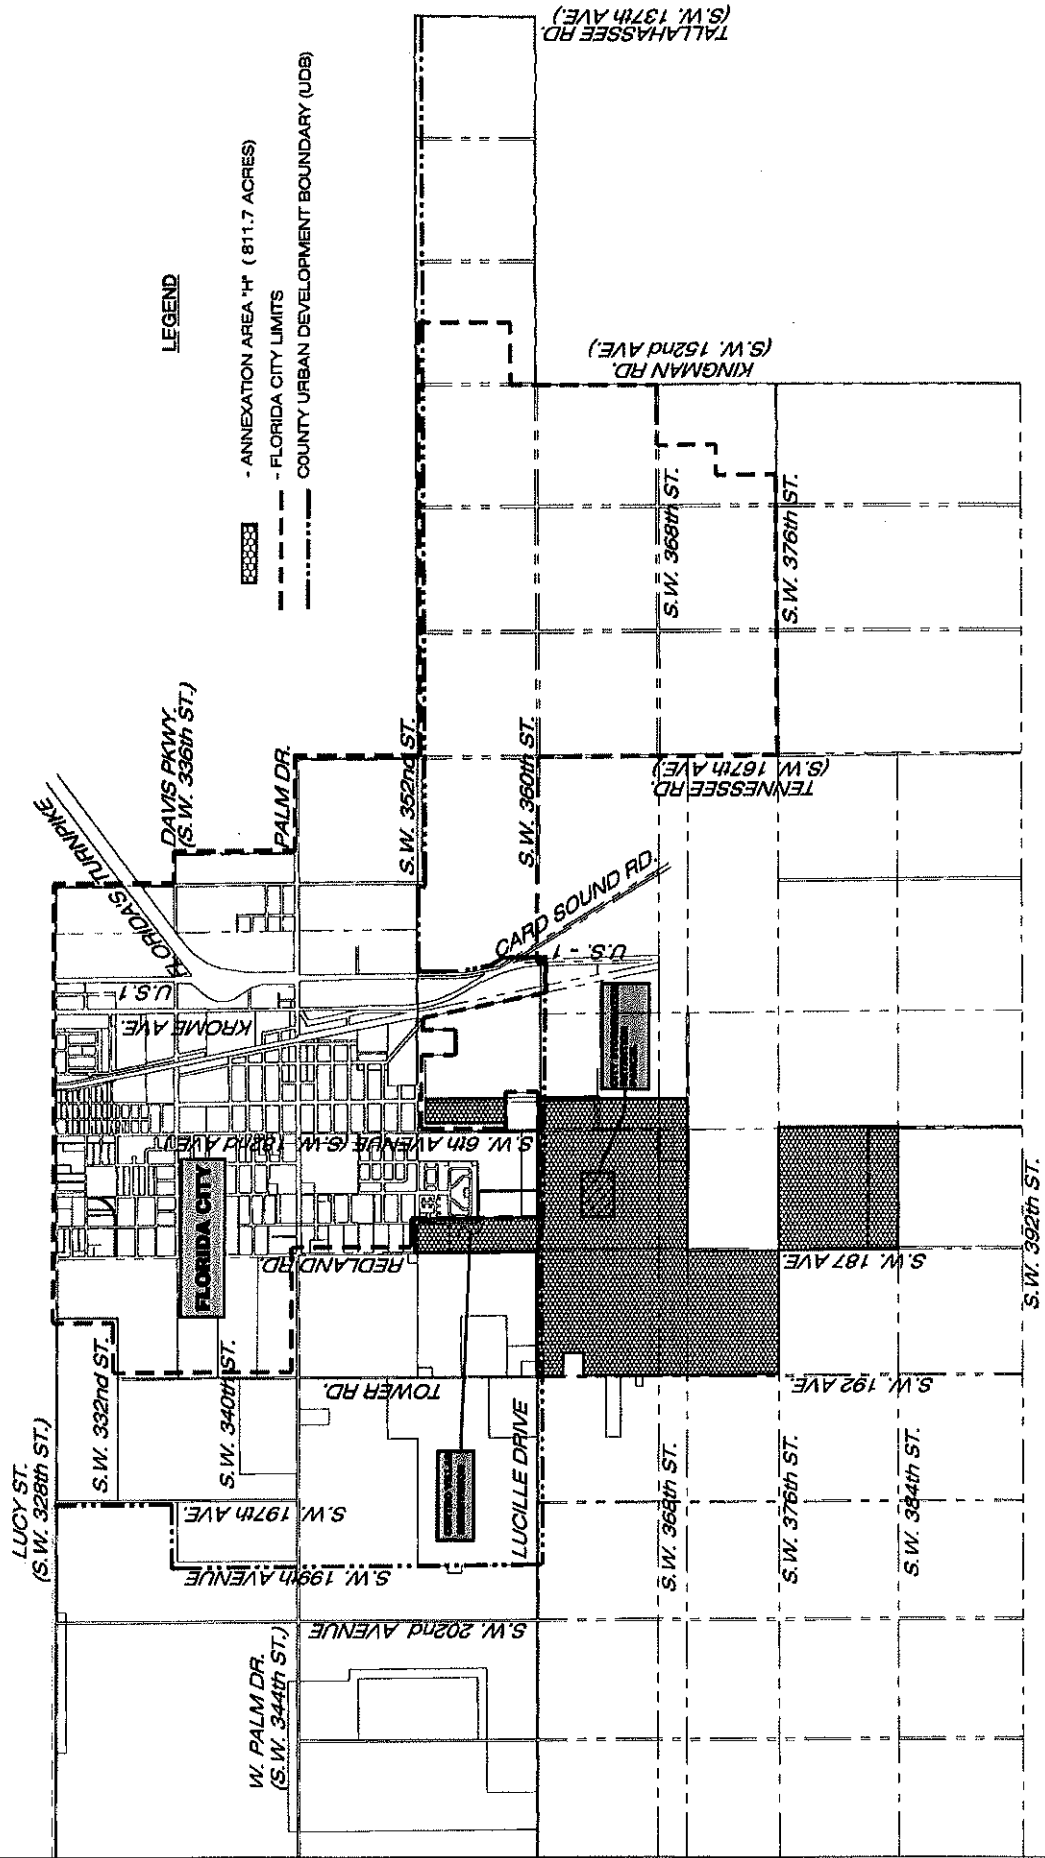 LEGEND
- ANNEXATION AREA "H" ( 811.7 ACRES)
- FLORIDA CITY LIMITS
COUNTY URBAN DEVELOPMENT BOUNDARY (UDB)
TALLAHASSEE RD.
(S.W. 137th AVE.)
KINGMAN RD.
(S.W. 152nd AVE.)
S.W. 368th ST.
S.W. 376th ST.
DAVIS PKWY.
(S.W. 336th ST.)
PALM DR.
S.W. 352nd ST.
S.W. 360th ST.
TENNESSEE RD.
(S.W. 167th AVE.)
FLORIDA'S TURNPIKE
U.S.1
KROME AVE.
CARD SOUND RD.
U.S. - 1
S.W. 6th AVENUE (S.W. 182nd AVE.)
FLORIDA CITY
REDLAND RD.
S.W. 187 AVE.
S.W. 392th ST.
TOWER RD.
S.W. 192 AVE.
LUCY ST.
(S.W. 328th ST.)
S.W. 332nd ST.
S.W. 340th ST.
S.W. 197th AVE.
S.W. 199th AVENUE
LUCILLE DRIVE
S.W. 368th ST.
S.W. 376th ST.
S.W. 384th ST.
S.W. 202nd AVENUE
W. PALM DR.
(S.W. 344th ST.)